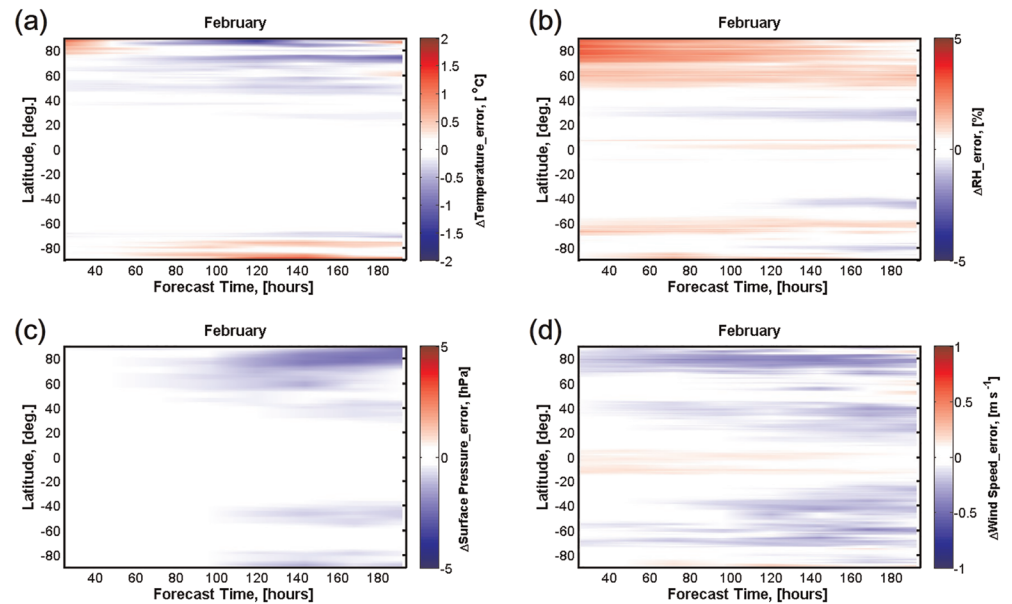 (a)
February
80
60
40
20
0
-20
-40
-60
-80
Latitude, [deg.]
40 60 80 100 120 140 160 180
Forecast Time, [hours]
2
1.5
1
0.5
0
-0.5
-1
-1.5
-2
ΔTemperature_error, [ °C]
(b)
February
80
60
40
20
0
-20
-40
-60
-80
Latitude, [deg.]
40 60 80 100 120 140 160 180
Forecast Time, [hours]
5
0
-5
ΔRH_error, [%]
(c)
February
80
60
40
20
0
-20
-40
-60
-80
Latitude, [deg.]
40 60 80 100 120 140 160 180
Forecast Time, [hours]
5
0
-5
ΔSurface Pressure_error, [hPa]
(d)
February
80
60
40
20
0
-20
-40
-60
-80
Latitude, [deg.]
40 60 80 100 120 140 160 180
Forecast Time, [hours]
1
0.5
0
-0.5
-1
ΔWind Speed_error, [m s⁻¹]